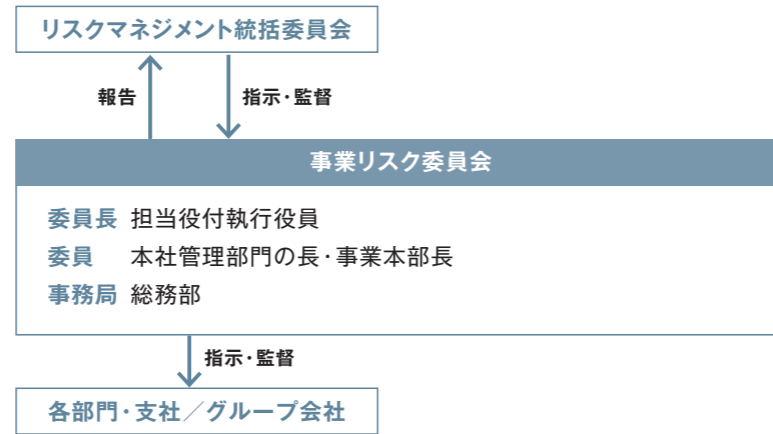 リスクマネジメント統括委員会
報告
指示・監督
事業リスク委員会
委員長 担当役付執行役員
委員 本社管理部門の長・事業本部長
事務局 総務部
指示・監督
各部門・支社／グループ会社